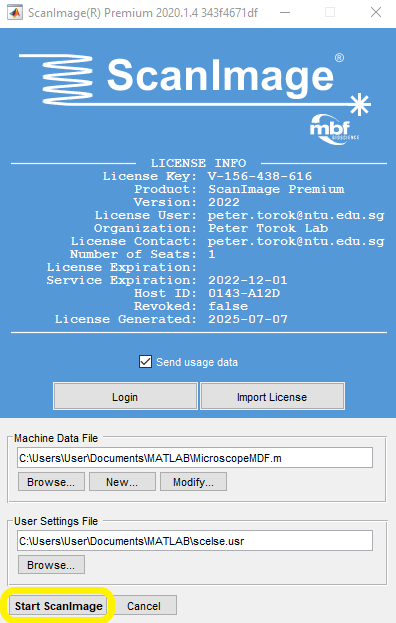 ScanImage(R) Premium 2020.1.4 343f4671df
ScanImage®
mbf
BIOSCIENCE
LICENSE INFO
License Key: V-156-438-616
Product: ScanImage Premium
Version: 2022
License User: peter.torok@ntu.edu.sg
Organization: Peter Torok Lab
License Contact: peter.torok@ntu.edu.sg
Number of Seats: 1
License Expiration:
Service Expiration: 2022-12-01
Host ID: 0143-A12D
Revoked: false
License Generated: 2025-07-07
Send usage data
Login Import License
Machine Data File
C:\Users\User\Documents\MATLAB\MicroscopeMDF.m
Browse... New... Modify...
User Settings File
C:\Users\User\Documents\MATLAB\scelse.usr
Browse...
Start ScanImage Cancel